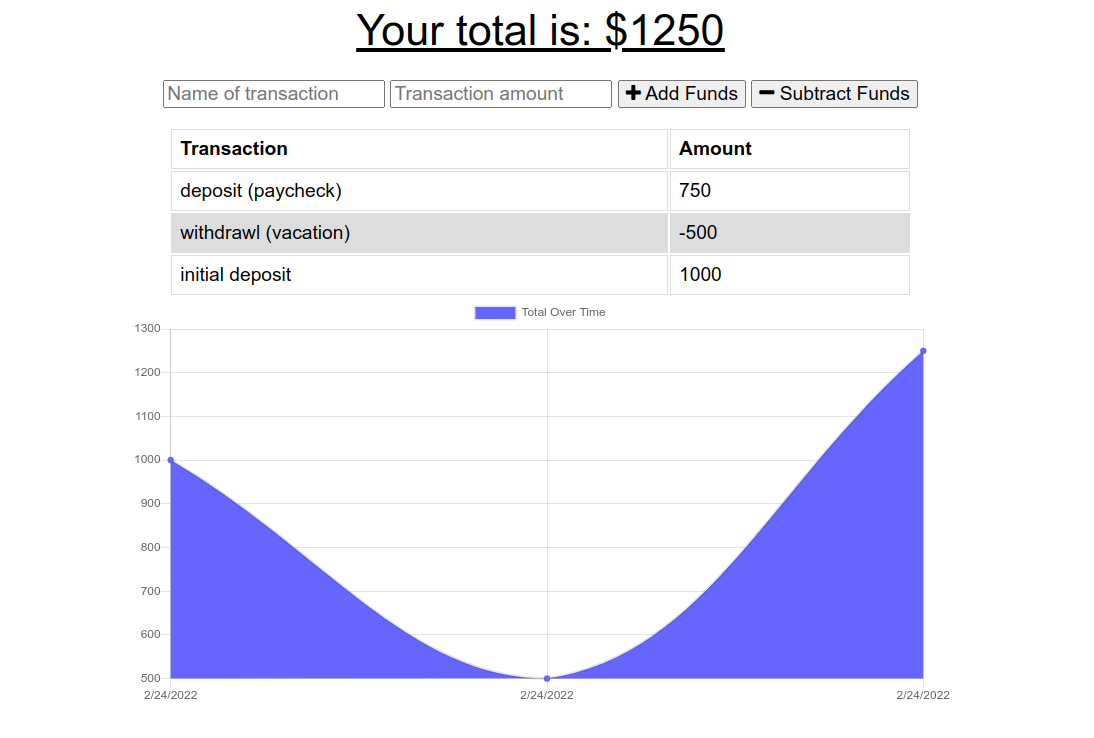 Your total is: $1250
Name of transaction Transaction amount Add Funds Subtract Funds
Transaction Amount
deposit (paycheck) 750
withdrawl (vacation) -500
initial deposit 1000
Total Over Time
1300
1200
1100
1000
900
800
700
600
500
2/24/2022 2/24/2022 2/24/2022